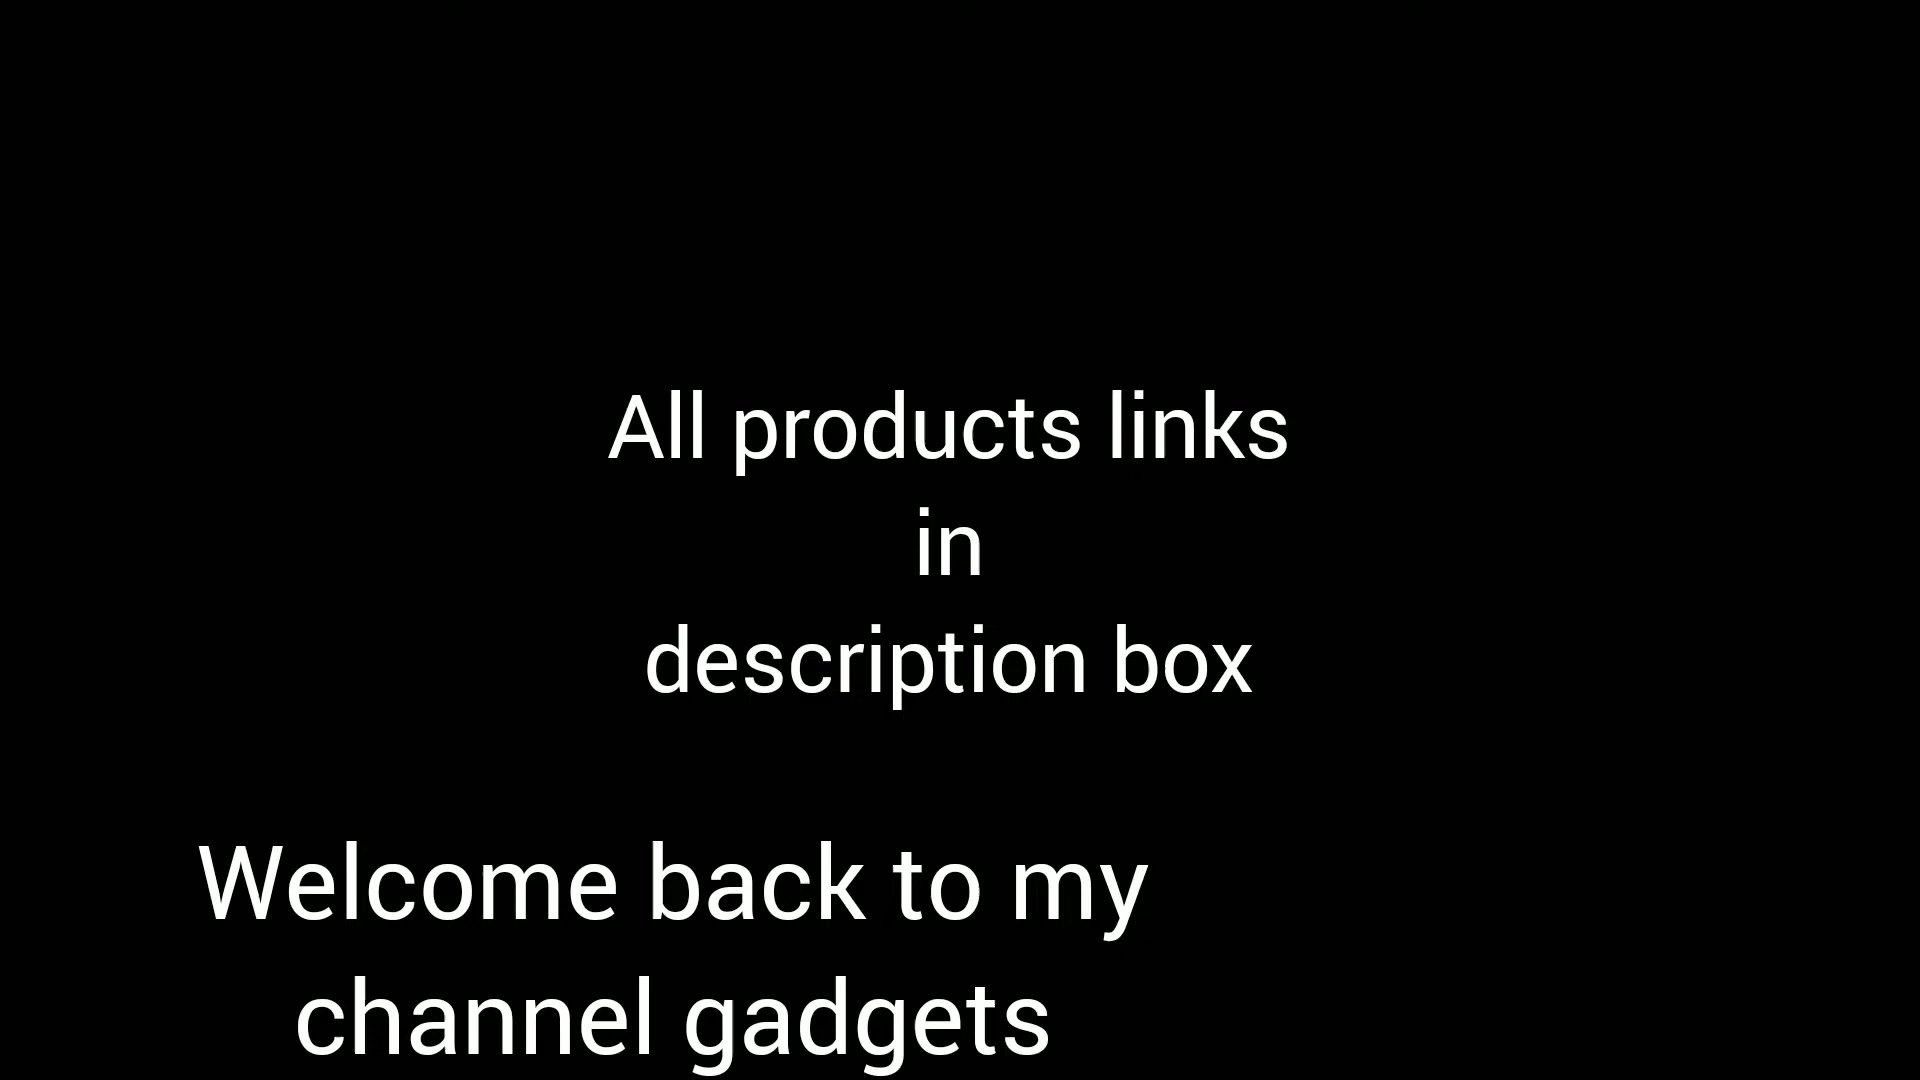 All products links
in
description box
Welcome back to my
channel gadgets